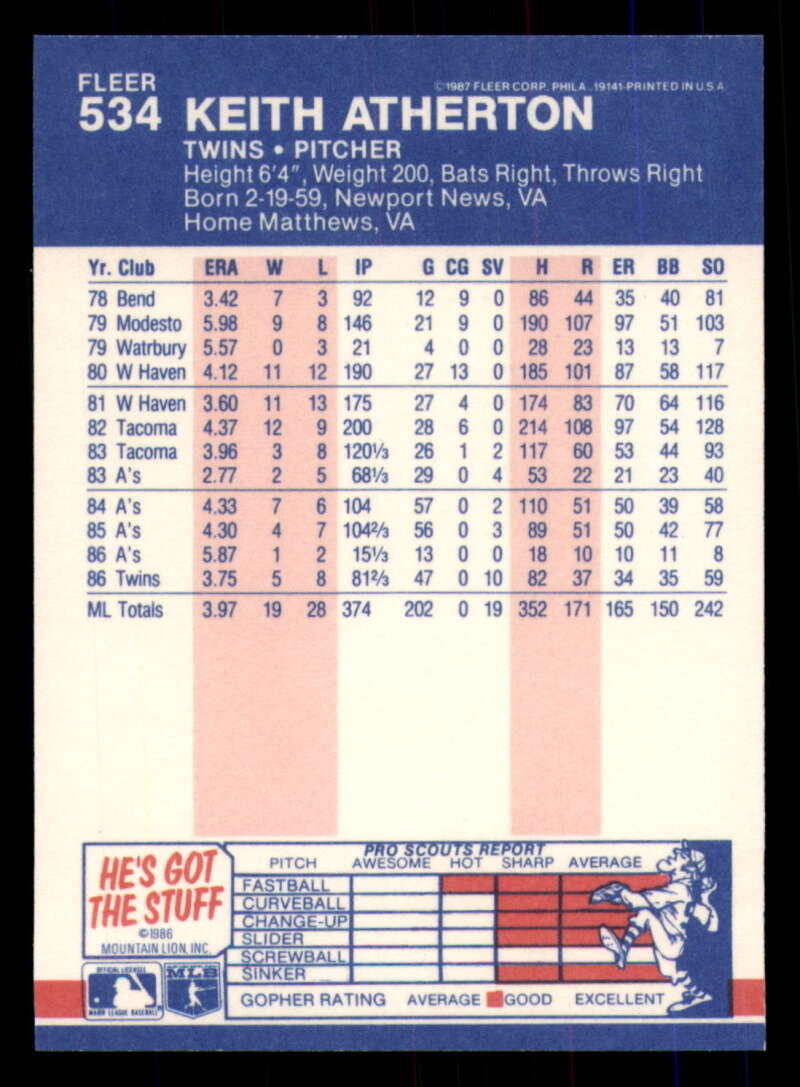 FLEER
©1987 FLEER CORP. PHILA., 19141-PRINTED IN U.S.A.
534 KEITH ATHERTON
TWINS • PITCHER
Height 6'4", Weight 200, Bats Right, Throws Right
Born 2-19-59, Newport News, VA
Home Matthews, VA
Yr. Club ERA W L IP G CG SV H R ER BB SO
78 Bend 3.42 7 3 92 12 9 0 86 44 35 40 81
79 Modesto 5.98 9 8 146 21 9 0 190 107 97 51 103
79 Watrbury 5.57 0 3 21 4 0 0 28 23 13 13 7
80 W Haven 4.12 11 12 190 27 13 0 185 101 87 58 117
81 W Haven 3.60 11 13 175 27 4 0 174 83 70 64 116
82 Tacoma 4.37 12 9 200 28 6 0 214 108 97 54 128
83 Tacoma 3.96 3 8 120⅓ 26 1 2 117 60 53 44 93
83 A's 2.77 2 5 68⅓ 29 0 4 53 22 21 23 40
84 A's 4.33 7 6 104 57 0 2 110 51 50 39 58
85 A's 4.30 4 7 104⅔ 56 0 3 89 51 50 42 77
86 A's 5.87 1 2 15⅓ 13 0 0 18 10 10 11 8
86 Twins 3.75 5 8 81⅔ 47 0 10 82 37 34 35 59
ML Totals 3.97 19 28 374 202 0 19 352 171 165 150 242
HE'S GOT
THE STUFF
©1986
MOUNTAIN LION, INC.
OFFICIAL LICENSEE
MAJOR LEAGUE BASEBALL
MLB
PRO SCOUTS REPORT
PITCH AWESOME HOT SHARP AVERAGE
FASTBALL
CURVEBALL
CHANGE-UP
SLIDER
SCREWBALL
SINKER
GOPHER RATING AVERAGE GOOD EXCELLENT